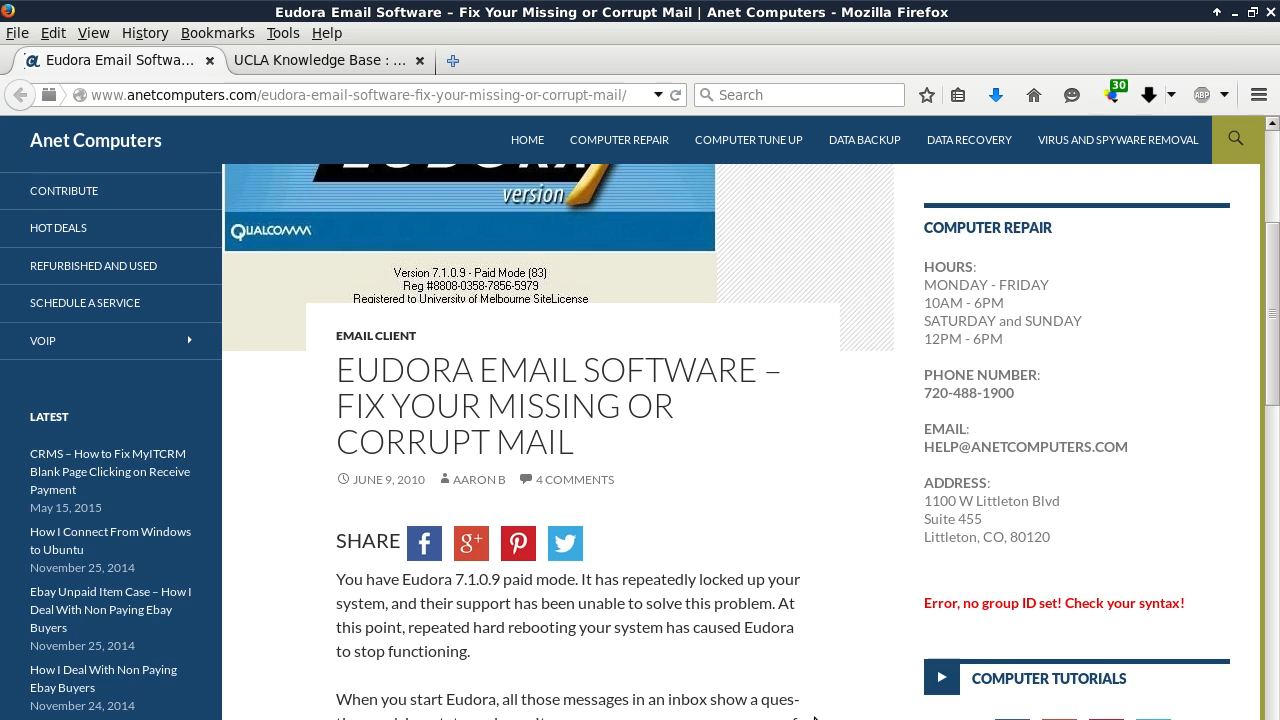 Eudora Email Software – Fix Your Missing or Corrupt Mail | Anet Computers - Mozilla Firefox
File Edit View History Bookmarks Tools Help
Eudora Email Softwa... UCLA Knowledge Base : ...
www.anetcomputers.com/eudora-email-software-fix-your-missing-or-corrupt-mail/ Search 30 ABP
Anet Computers HOME COMPUTER REPAIR COMPUTER TUNE UP DATA BACKUP DATA RECOVERY VIRUS AND SPYWARE REMOVAL
CONTRIBUTE
HOT DEALS
REFURBISHED AND USED
SCHEDULE A SERVICE
VOIP
LATEST
CRMS – How to Fix MyITCRM
Blank Page Clicking on Receive
Payment
May 15, 2015
How I Connect From Windows
to Ubuntu
November 25, 2014
Ebay Unpaid Item Case – How I
Deal With Non Paying Ebay
Buyers
November 25, 2014
How I Deal With Non Paying
Ebay Buyers
November 24, 2014
version
QUALCOMM
Version 7.1.0.9 - Paid Mode (83)
Reg #8808-0358-7856-5979
Registered to University of Melbourne SiteLicense
EMAIL CLIENT
EUDORA EMAIL SOFTWARE –
FIX YOUR MISSING OR
CORRUPT MAIL
JUNE 9, 2010 AARON B 4 COMMENTS
SHARE
You have Eudora 7.1.0.9 paid mode. It has repeatedly locked up your
system, and their support has been unable to solve this problem. At
this point, repeated hard rebooting your system has caused Eudora
to stop functioning.
When you start Eudora, all those messages in an inbox show a ques-
COMPUTER REPAIR
HOURS:
MONDAY - FRIDAY
10AM - 6PM
SATURDAY and SUNDAY
12PM - 6PM
PHONE NUMBER:
720-488-1900
EMAIL:
HELP@ANETCOMPUTERS.COM
ADDRESS:
1100 W Littleton Blvd
Suite 455
Littleton, CO, 80120
Error, no group ID set! Check your syntax!
COMPUTER TUTORIALS